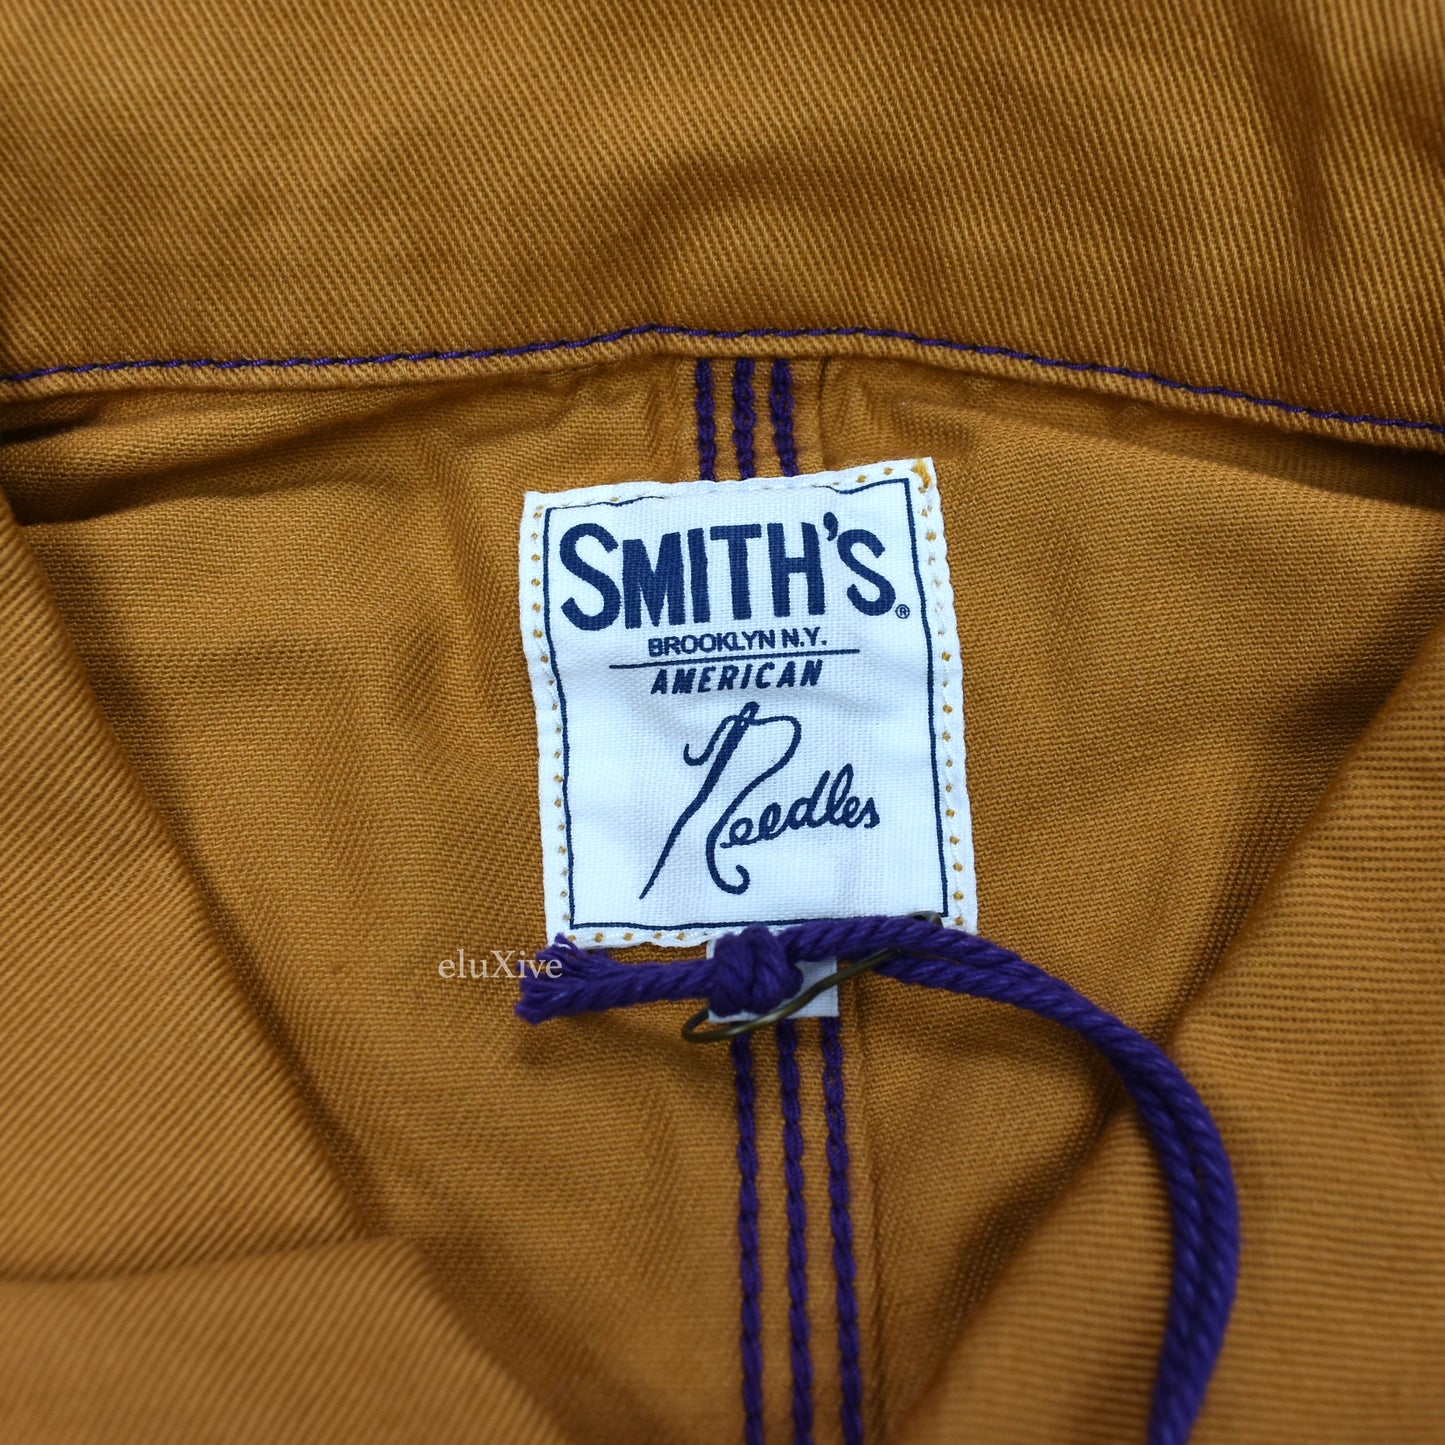 SMITH'S®
BROOKLYN N.Y.
AMERICAN
Needles
eluXive